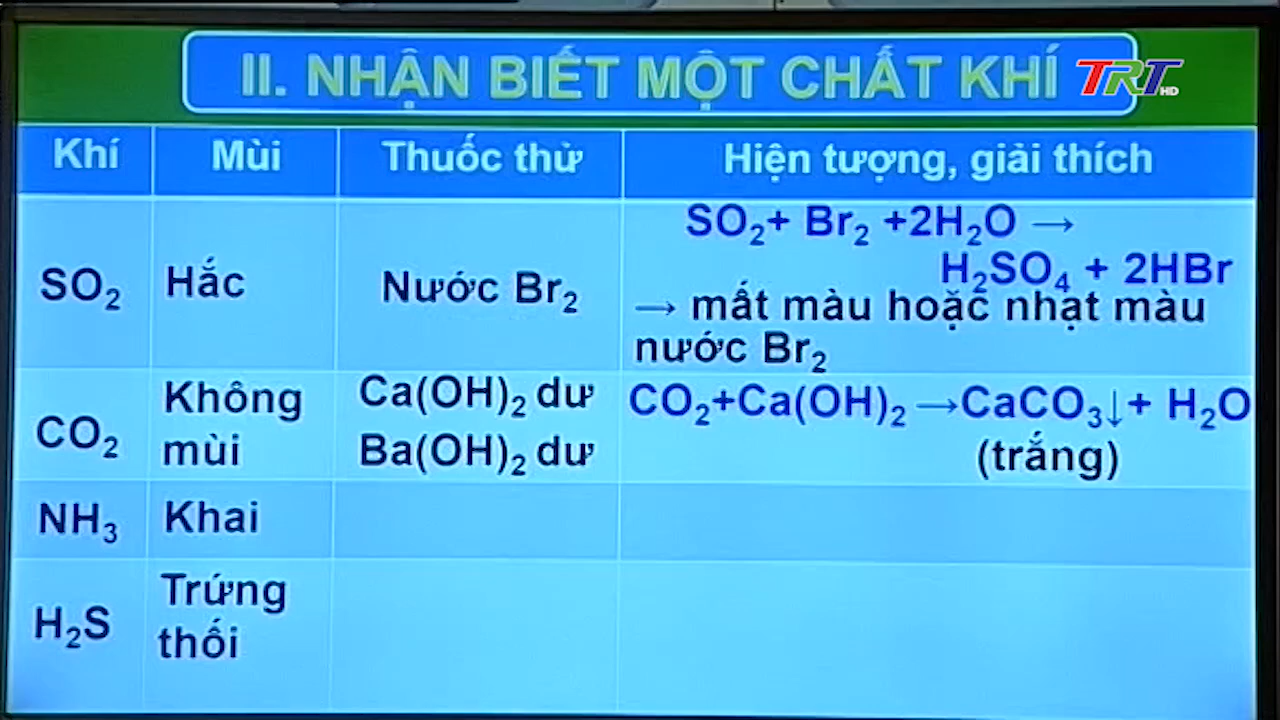 II. NHẬN BIẾT MỘT CHẤT KHÍ
TRT HD
Khí Mùi Thuốc thử Hiện tượng, giải thích
SO₂ Hắc Nước Br₂
SO₂+ Br₂ +2H₂O →
H₂SO₄ + 2HBr
→ mất màu hoặc nhạt màu
nước Br₂
CO₂
Không
mùi
Ca(OH)₂ dư
Ba(OH)₂ dư
CO₂+Ca(OH)₂ →CaCO₃↓+ H₂O
(trắng)
NH₃ Khai
H₂S
Trứng
thối